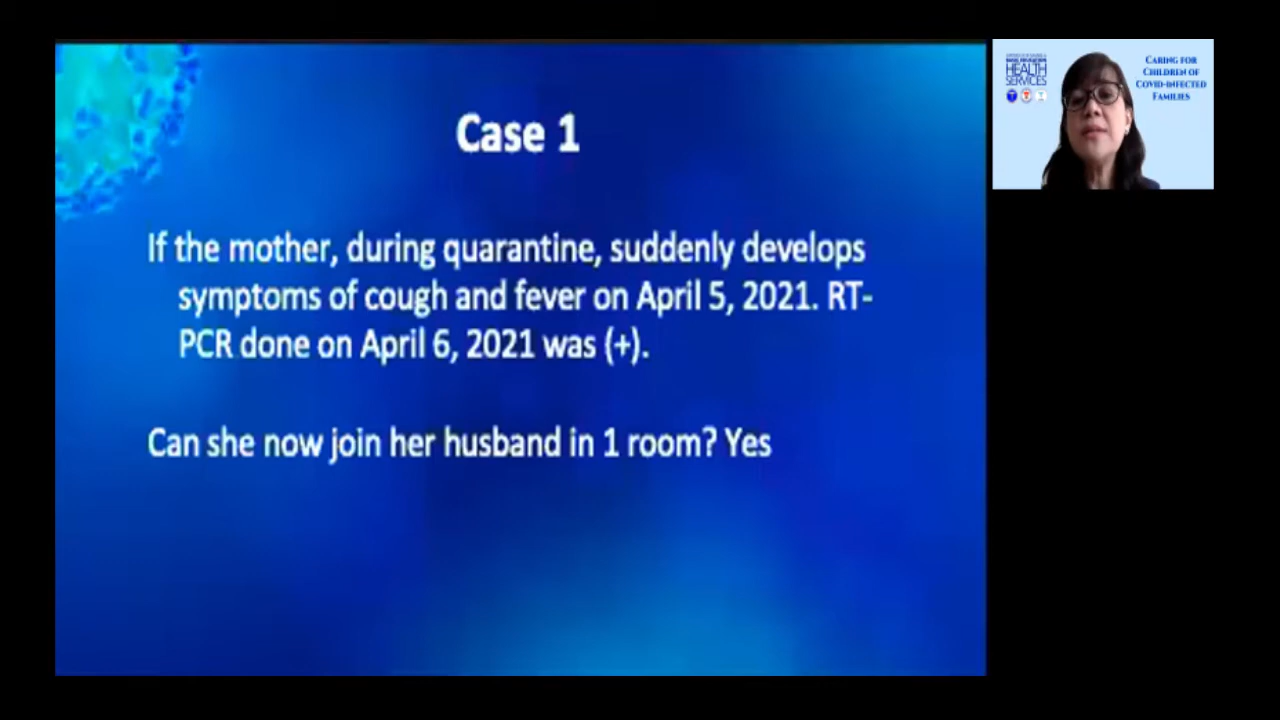 Case 1
If the mother, during quarantine, suddenly develops
symptoms of cough and fever on April 5, 2021. RT-
PCR done on April 6, 2021 was (+).
Can she now join her husband in 1 room? Yes
HEALTH
SERVICES
Caring for
Children of
Covid-infected
Families